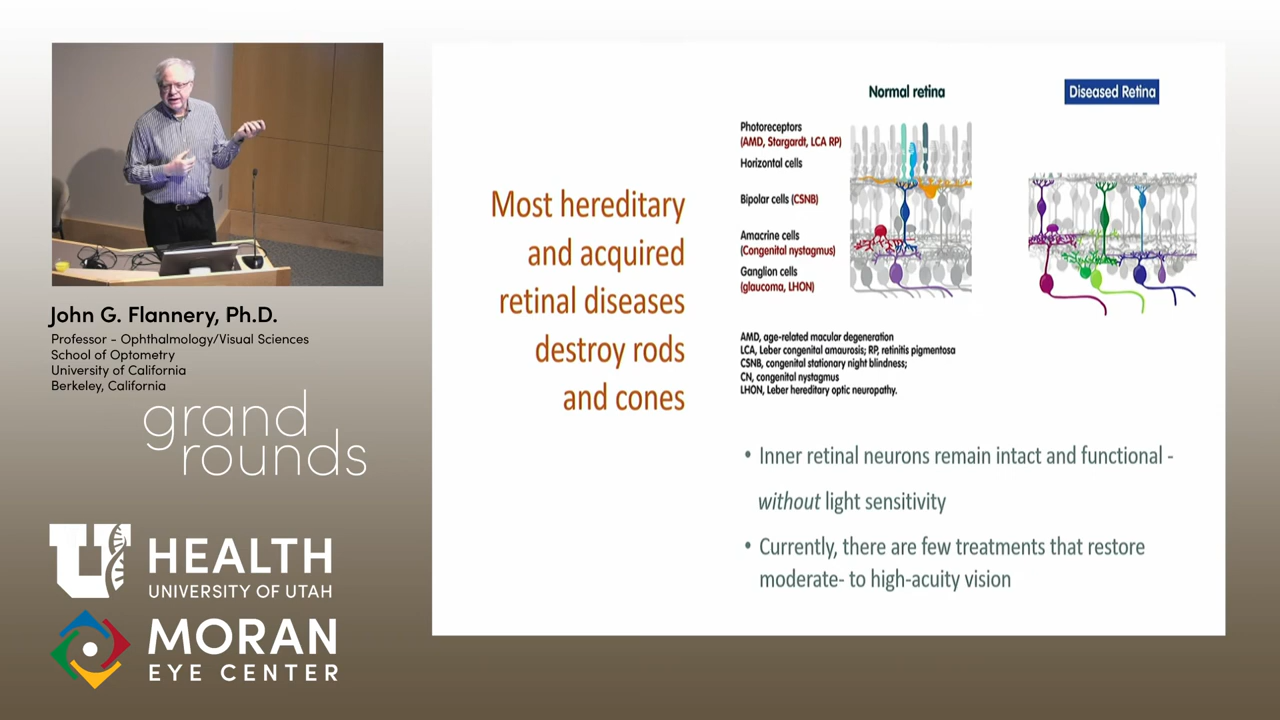 John G. Flannery, Ph.D.
Professor - Ophthalmology/Visual Sciences
School of Optometry
University of California
Berkeley, California
grand
rounds
U
HEALTH
UNIVERSITY OF UTAH
MORAN
EYE CENTER
Most hereditary
and acquired
retinal diseases
destroy rods
and cones
Normal retina
Diseased Retina
Photoreceptors
(AMD, Stargardt, LCA RP)
Horizontal cells
Bipolar cells (CSNB)
Amacrine cells
(Congenital nystagmus)
Ganglion cells
(glaucoma, LHON)
AMD, age-related macular degeneration
LCA, Leber congenital amaurosis; RP, retinitis pigmentosa
CSNB, congenital stationary night blindness;
CN, congenital nystagmus
LHON, Leber hereditary optic neuropathy.
• Inner retinal neurons remain intact and functional -
without light sensitivity
• Currently, there are few treatments that restore
moderate- to high-acuity vision